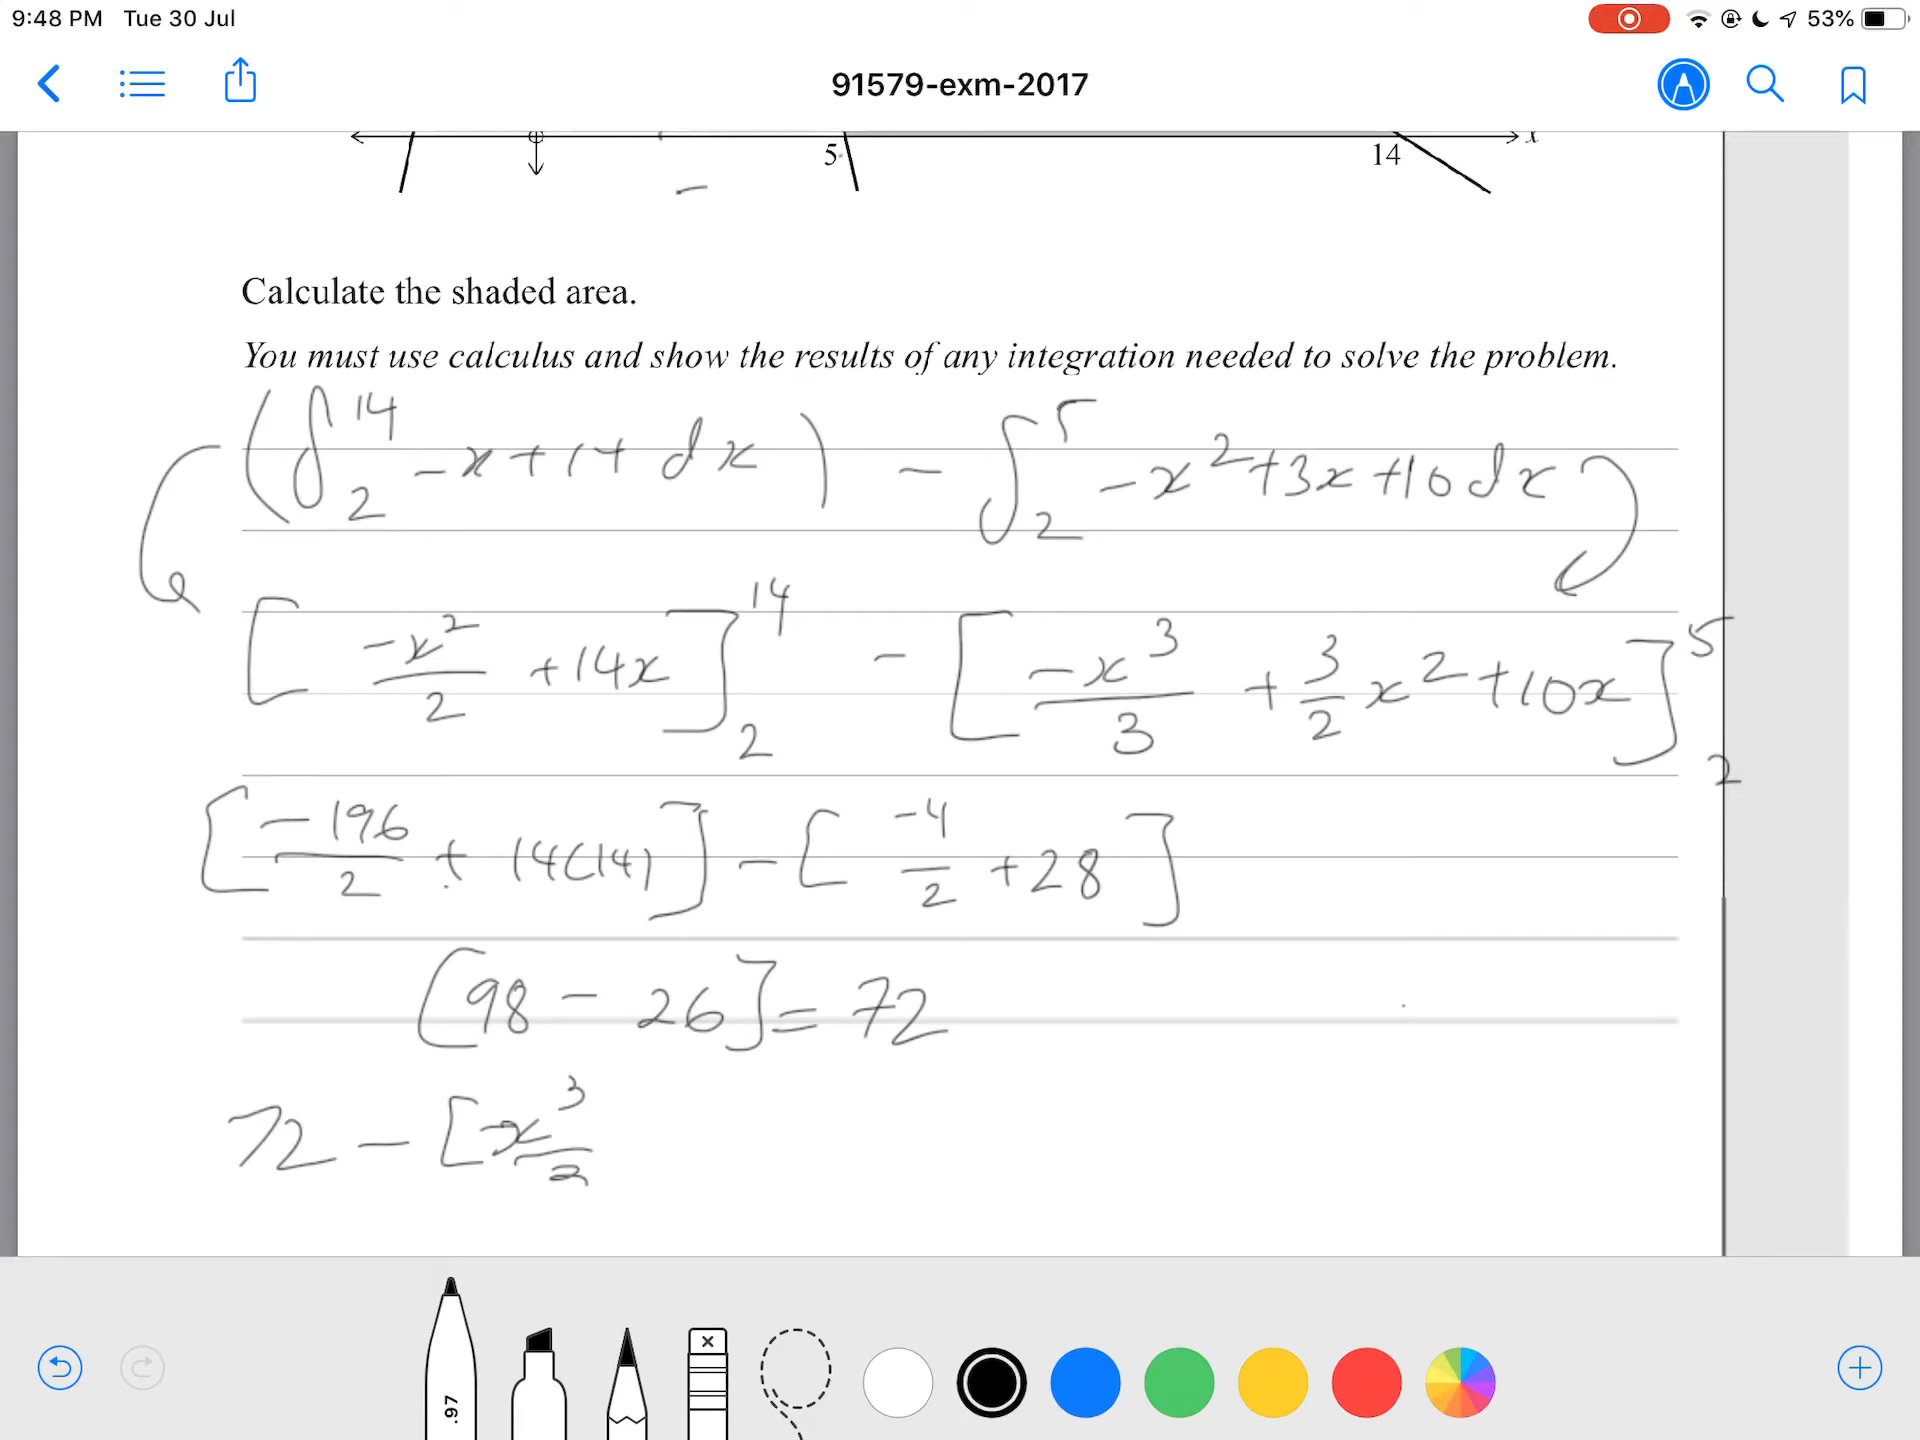 9:48 PM Tue 30 Jul
53%
91579-exm-2017
x
5
14
Calculate the shaded area.
You must use calculus and show the results of any integration needed to solve the problem.
(∫₂¹⁴ -x+14 dx) - ∫₂⁵ -x²+3x+10dx
[-x²/2 +14x]₂¹⁴ - [-x³/3 + 3/2 x²+10x]₂⁵
[-196/2 + 14(14)] - [-4/2 +28]
[98 - 26] = 72
72 - [-x³/2
.97